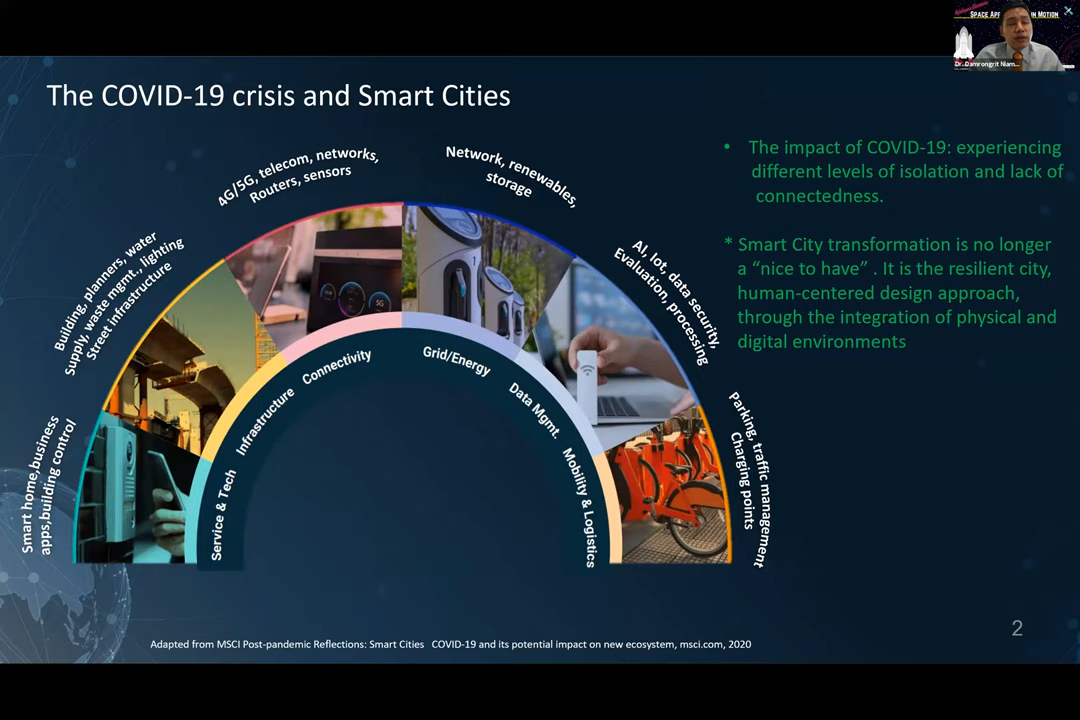 SPACE APP
IN MOTION
Dr. Damrongrit Niam...
The COVID-19 crisis and Smart Cities
Smart home,business
apps,building control
Building, planners, water
Supply, waste mgmt., lighting
Street infrastructure
4G/5G, telecom, networks,
Routers, sensors
Network, renewables,
storage
AI, Iot, data security,
Evaluation, processing
Parking, traffic management
Charging points
Service & Tech
Infrastructure
Connectivity
Grid/Energy
Data Mgmt.
Mobility & Logistics
5G
• The impact of COVID-19: experiencing
different levels of isolation and lack of
connectedness.
* Smart City transformation is no longer
a “nice to have” . It is the resilient city,
human-centered design approach,
through the integration of physical and
digital environments
2
Adapted from MSCI Post-pandemic Reflections: Smart Cities COVID-19 and its potential impact on new ecosystem, msci.com, 2020